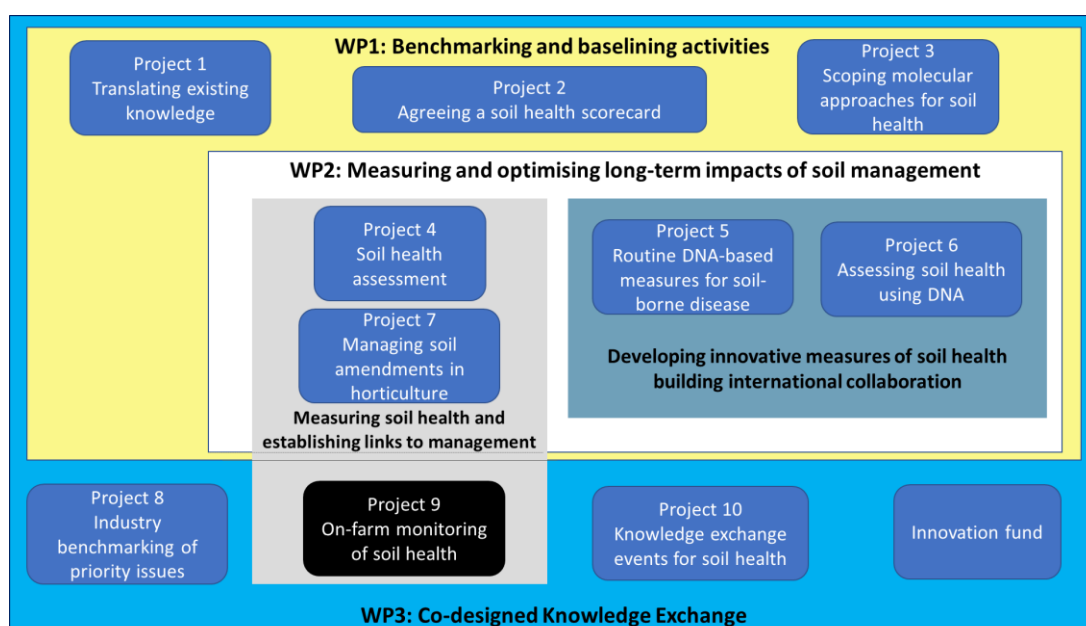 WP1: Benchmarking and baselining activities
Project 1
Translating existing
knowledge
Project 2
Agreeing a soil health scorecard
Project 3
Scoping molecular
approaches for soil
health
WP2: Measuring and optimising long-term impacts of soil management
Project 4
Soil health
assessment
Project 5
Routine DNA-based
measures for soil-
borne disease
Project 6
Assessing soil health
using DNA
Project 7
Managing soil
amendments in
horticulture
Measuring soil health and
establishing links to management
Developing innovative measures of soil health
building international collaboration
Project 8
Industry
benchmarking of
priority issues
Project 9
On-farm monitoring
of soil health
Project 10
Knowledge exchange
events for soil health
Innovation fund
WP3: Co-designed Knowledge Exchange